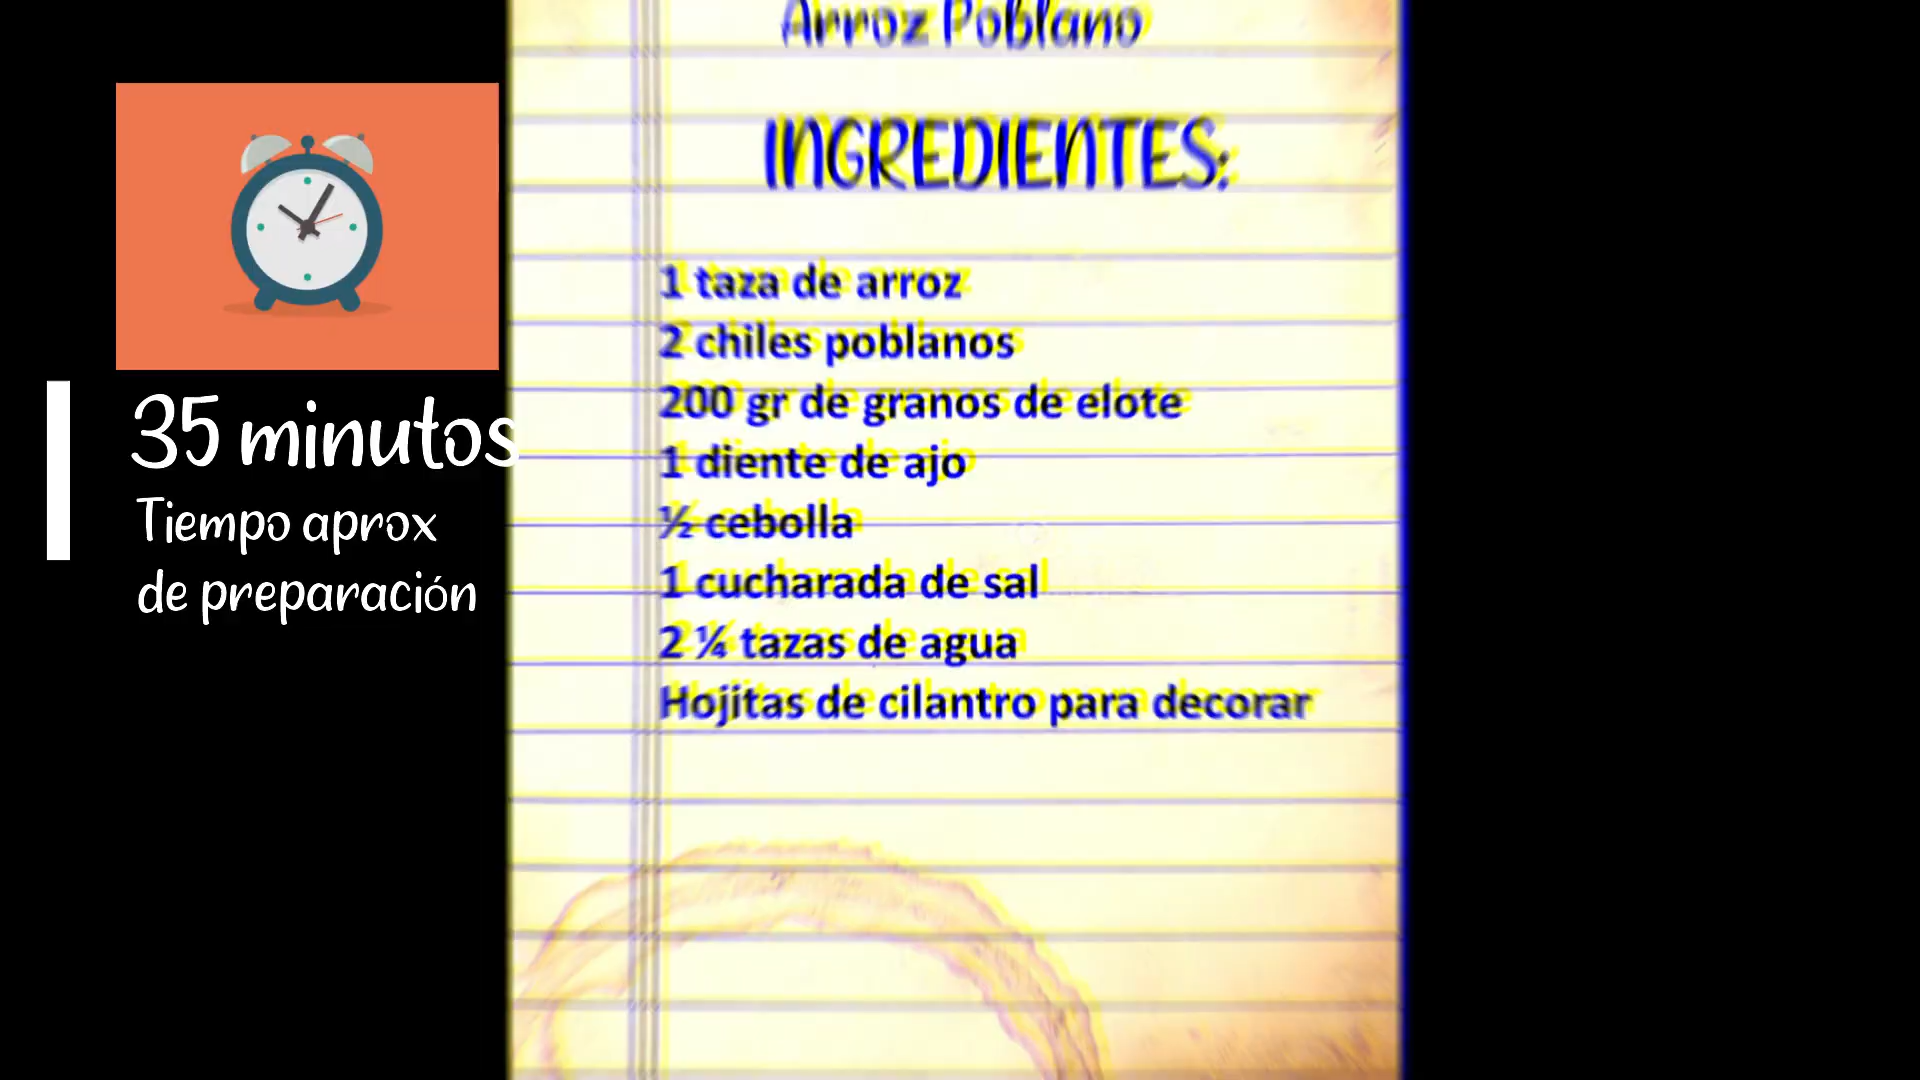 Arroz Poblano
INGREDIENTES:
1 taza de arroz
2 chiles poblanos
200 gr de granos de elote
1 diente de ajo
½ cebolla
1 cucharada de sal
2 ¼ tazas de agua
Hojitas de cilantro para decorar
35 minutos
Tiempo aprox
de preparación